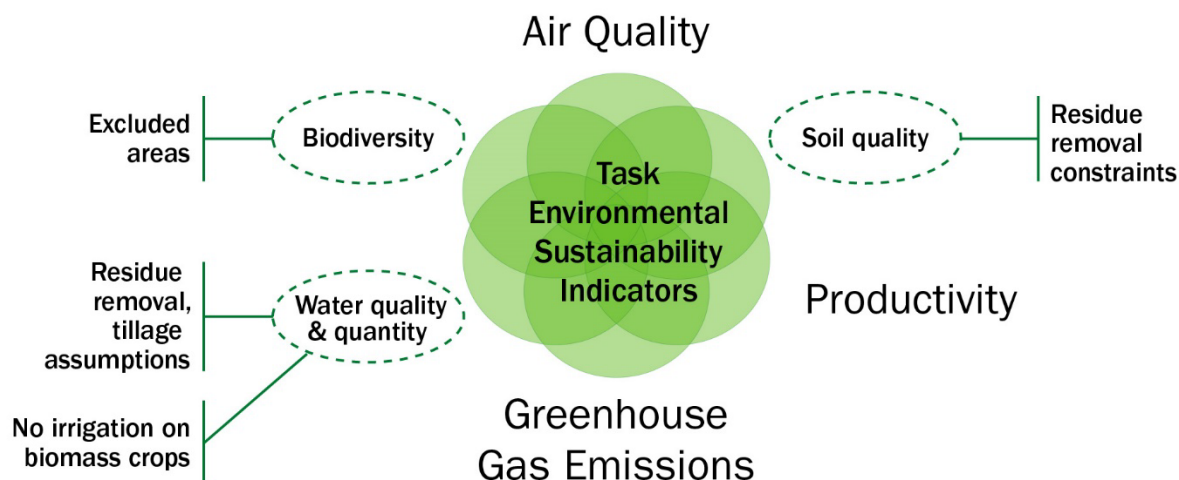 Air Quality
Excluded
areas
Biodiversity
Soil quality
Residue
removal
constraints
Task
Environmental
Sustainability
Indicators
Residue
removal,
tillage
assumptions
Water quality
& quantity
Productivity
No irrigation on
biomass crops
Greenhouse
Gas Emissions